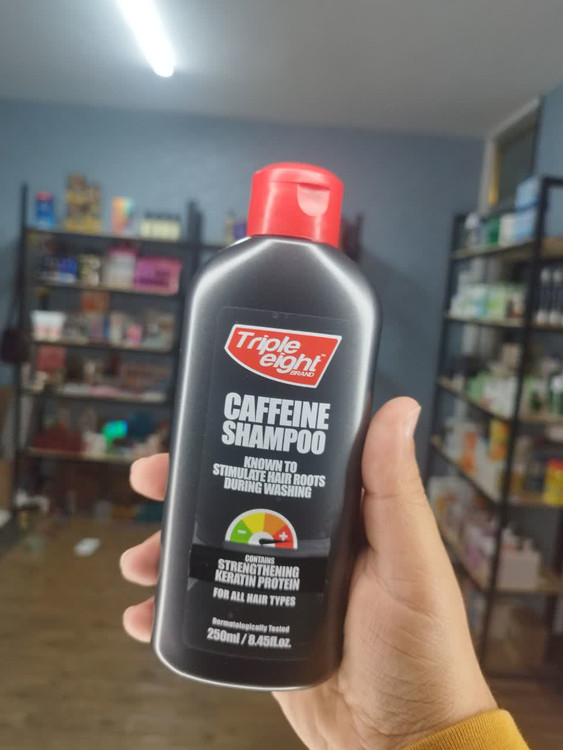 Triple
eight™
BRAND
CAFFEINE
SHAMPOO
KNOWN TO
STIMULATE HAIR ROOTS
DURING WASHING
- +
CONTAINS
STRENGTHENING
KERATIN PROTEIN
FOR ALL HAIR TYPES
Dermatologically Tested
250ml / 8.45fl.oz.